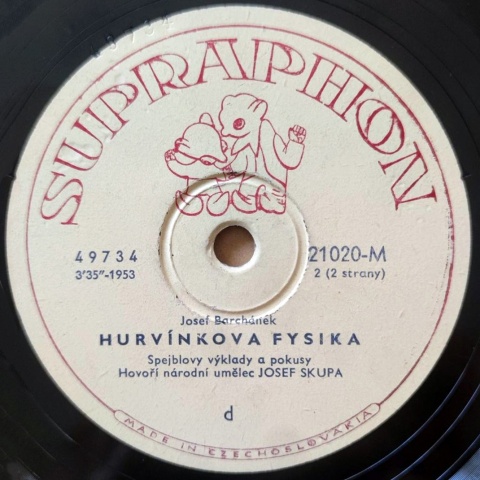 49734
SUPRAPHON
49734
3'35"-1953
21020-M
2 (2 strany)
Josef Barchánek
HURVÍNKOVA FYSIKA
Spejblovy výklady a pokusy
Hovoří národní umělec JOSEF SKUPA
d
MADE IN CZECHOSLOVAKIA